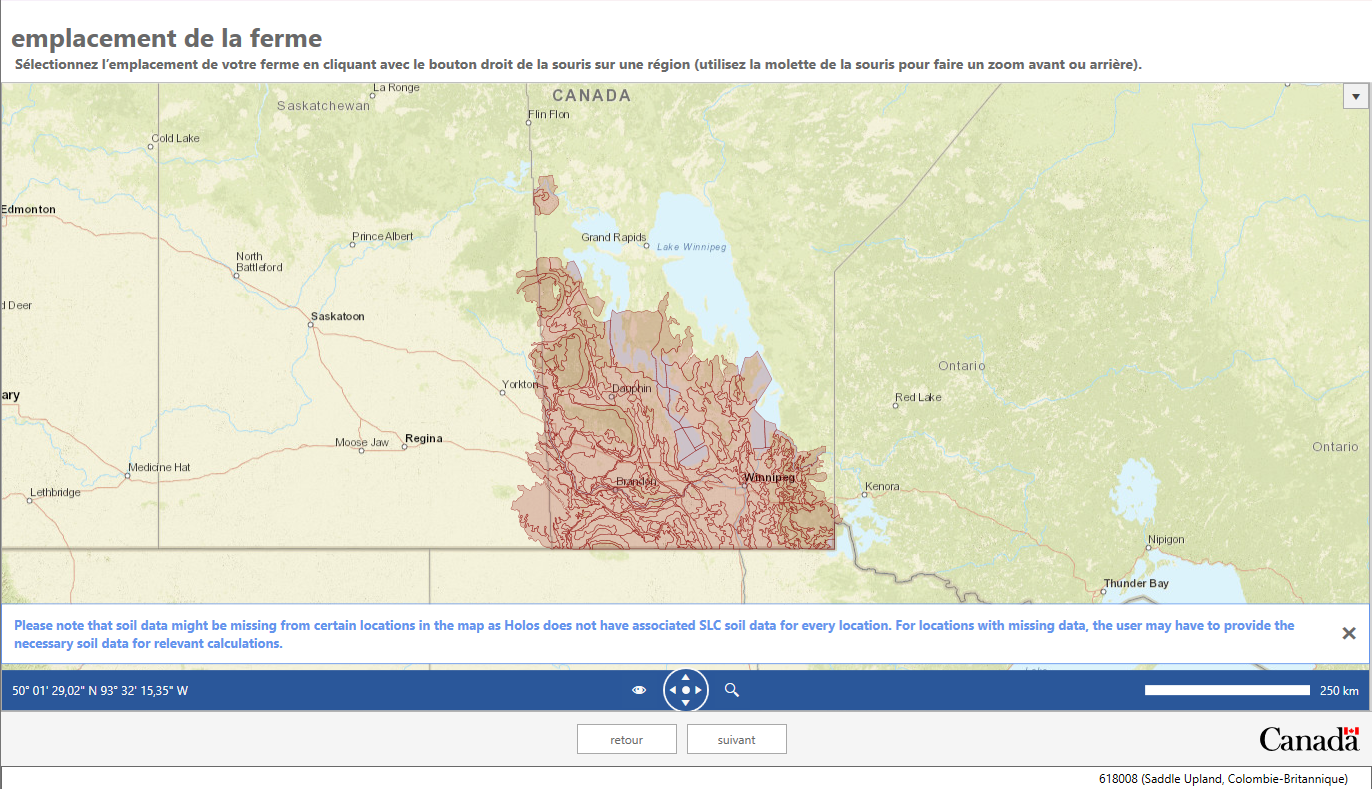 emplacement de la ferme
Sélectionnez l’emplacement de votre ferme en cliquant avec le bouton droit de la souris sur une région (utilisez la molette de la souris pour faire un zoom avant ou arrière).
La Ronge
CANADA
Saskatchewan
Flin Flon
Cold Lake
Edmonton
Prince Albert
Grand Rapids
Lake Winnipeg
North
Battleford
d Deer
Saskatoon
Ontario
Yorkton
Dauphin
ary
Red Lake
Moose Jaw
Regina
Ontario
Medicine Hat
Brandon
Winnipeg
Kenora
Lethbridge
Nipigon
Thunder Bay
Please note that soil data might be missing from certain locations in the map as Holos does not have associated SLC soil data for every location. For locations with missing data, the user may have to provide the
necessary soil data for relevant calculations.
Lake
50° 01' 29,02" N 93° 32' 15,35" W
250 km
retour
suivant
Canada
618008 (Saddle Upland, Colombie-Britannique)